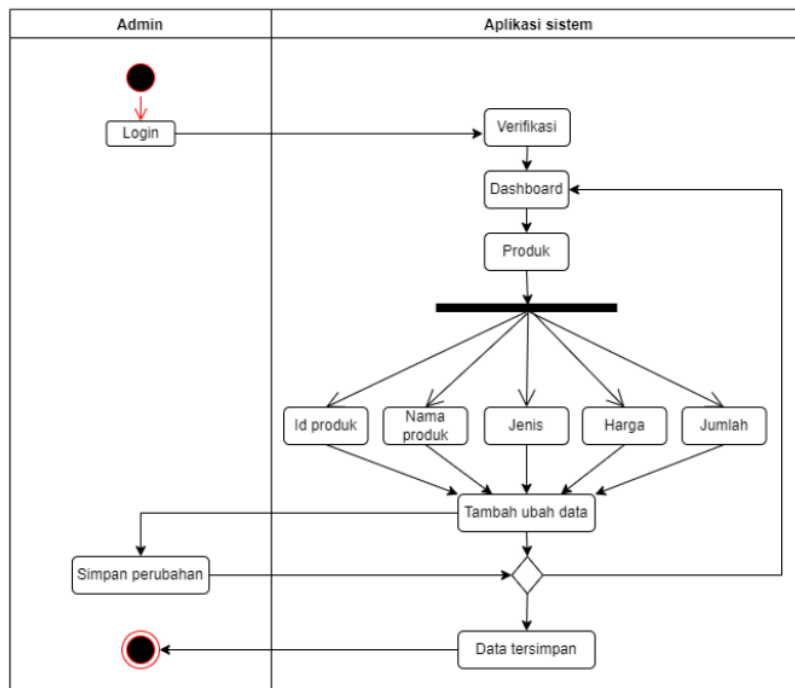 Admin
Aplikasi sistem
Login
Verifikasi
Dashboard
Produk
Id produk
Nama
produk
Jenis
Harga
Jumlah
Tambah ubah data
Simpan perubahan
Data tersimpan